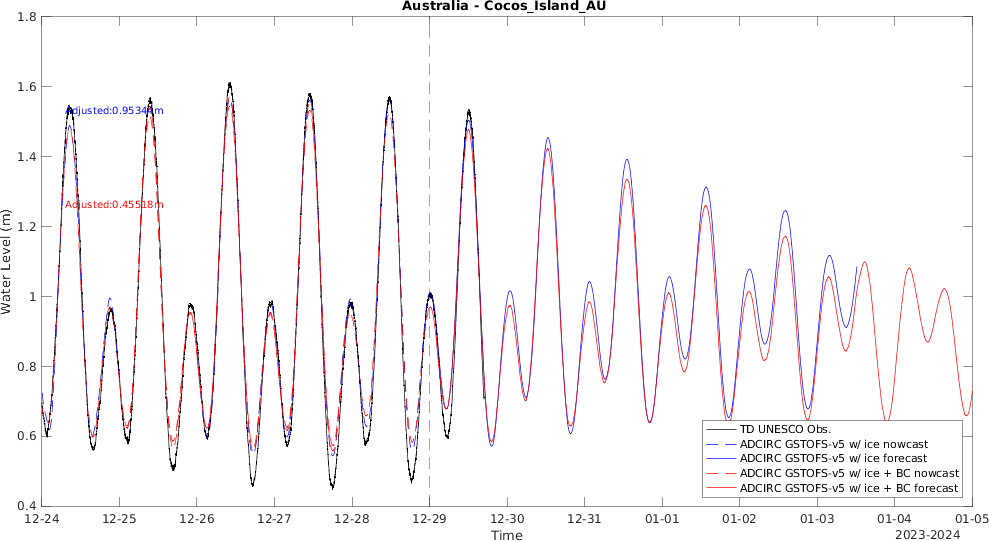 Australia - Cocos_Island_AU
1.8
1.6
1.4
1.2
1
0.8
0.6
0.4
Water Level (m)
Adjusted:0.95344m
Adjusted:0.45518m
TD UNESCO Obs.
ADCIRC GSTOFS-v5 w/ ice nowcast
ADCIRC GSTOFS-v5 w/ ice forecast
ADCIRC GSTOFS-v5 w/ ice + BC nowcast
ADCIRC GSTOFS-v5 w/ ice + BC forecast
12-24 12-25 12-26 12-27 12-28 12-29 12-30 12-31 01-01 01-02 01-03 01-04 01-05
Time
2023-2024